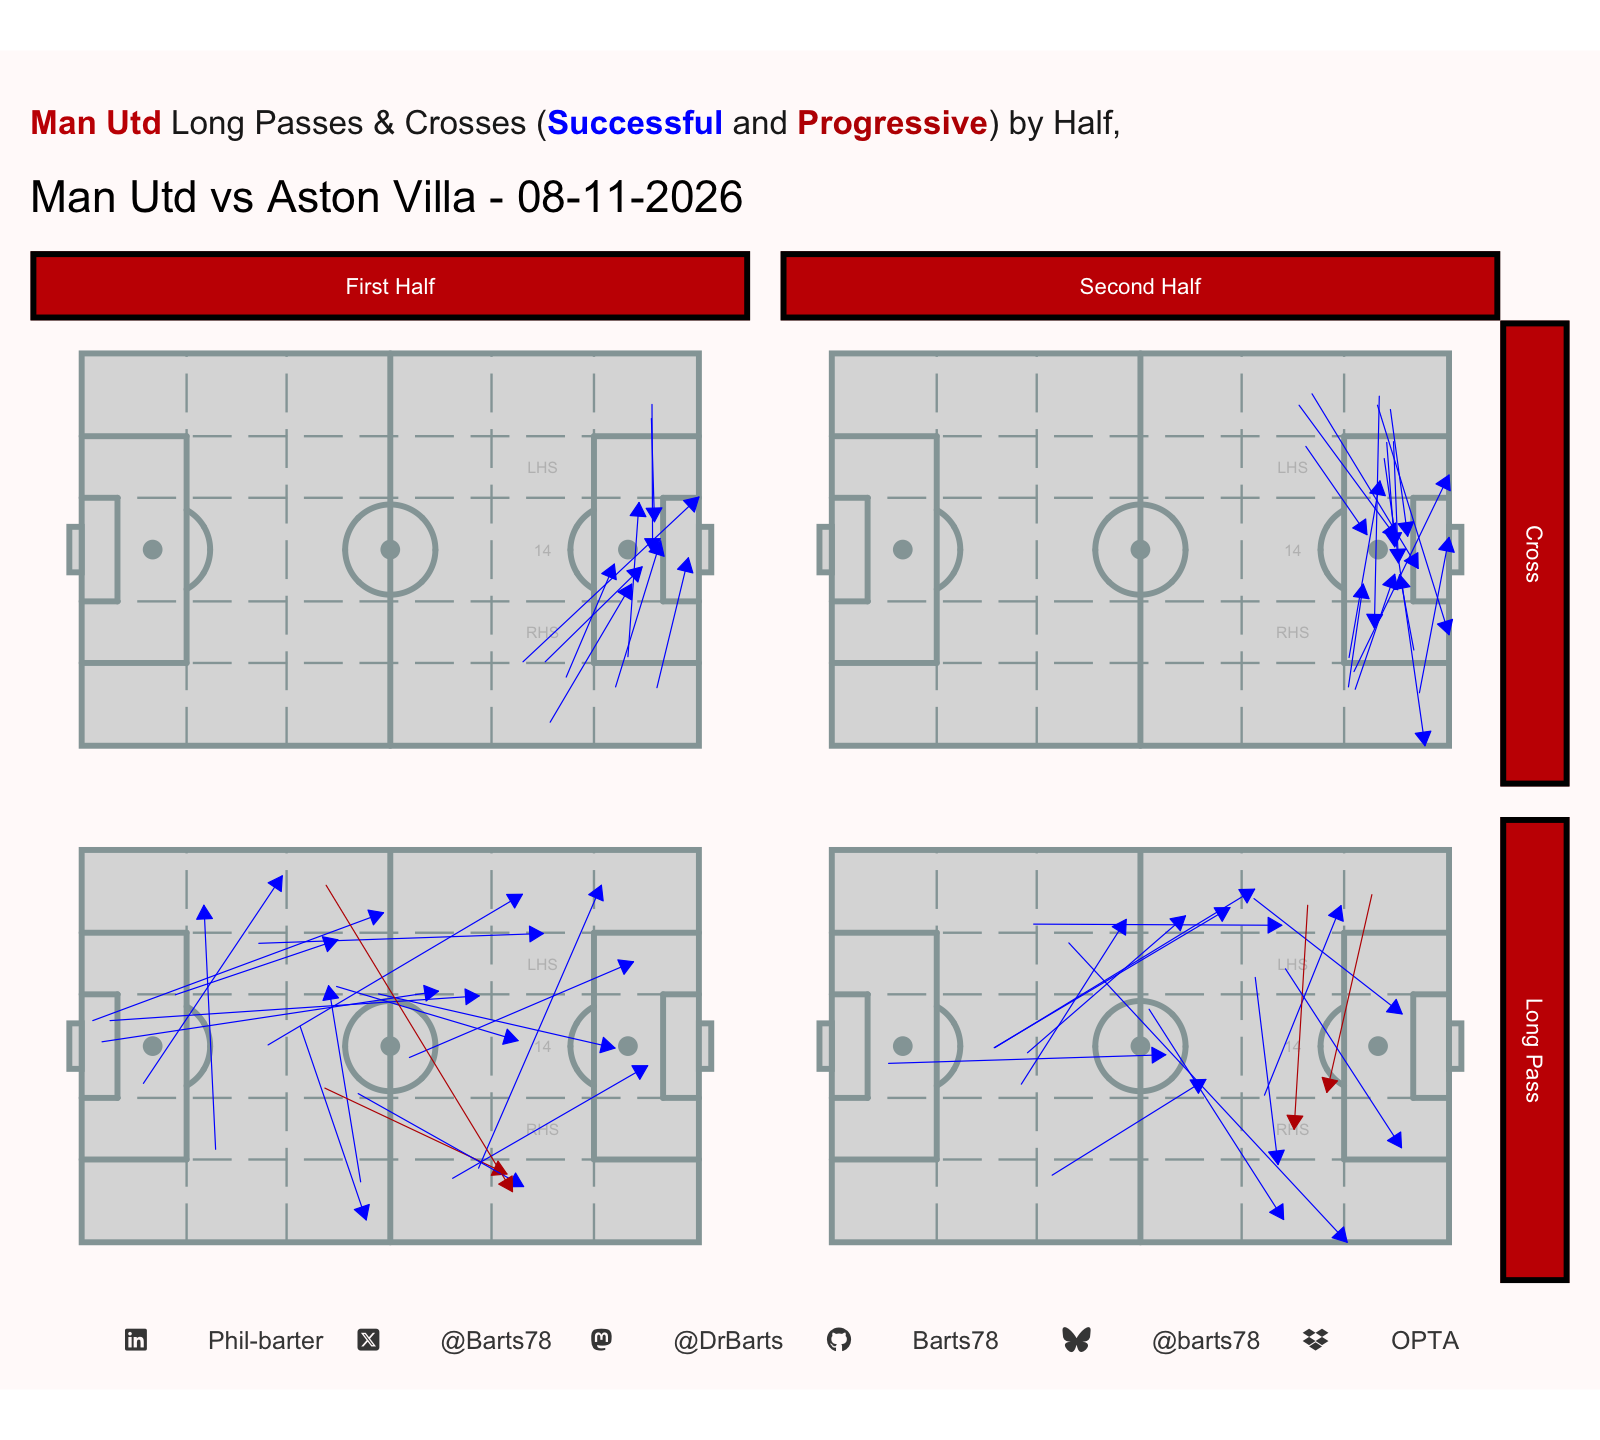 Man Utd Long Passes & Crosses (Successful and Progressive) by Half,
Man Utd vs Aston Villa - 08-11-2026
First Half
Second Half
Cross
LHS
14
RHS
LHS
14
RHS
Long Pass
LHS
14
RHS
LHS
14
RHS
Phil-barter @Barts78 @DrBarts Barts78 @barts78 OPTA